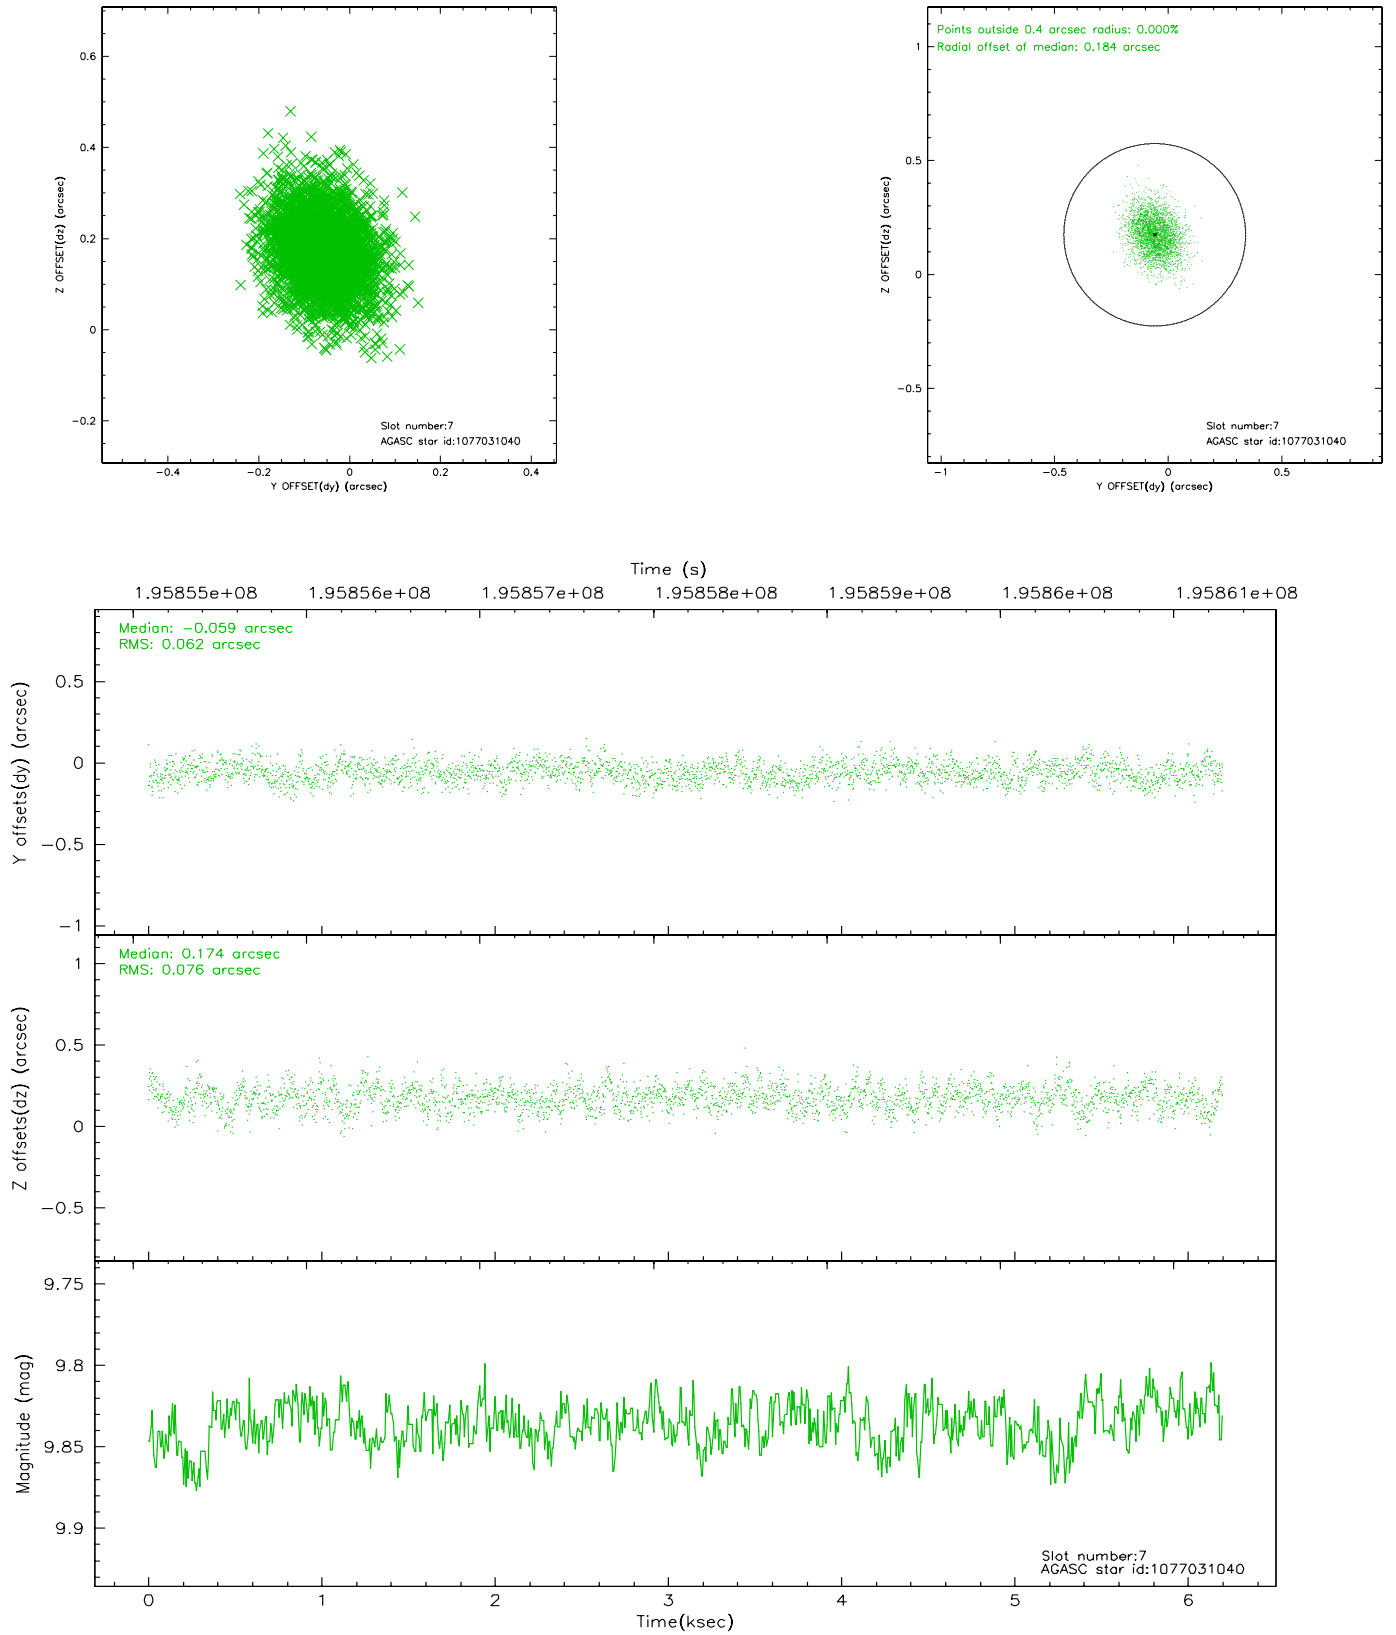 0.6
0.4
0.2
0
-0.2
Z OFFSET(dz) (arcsec)
Slot number:7
AGASC star id:1077031040
-0.4 -0.2 0 0.2 0.4
Y OFFSET(dy) (arcsec)
Points outside 0.4 arcsec radius: 0.000%
Radial offset of median: 0.184 arcsec
1
0.5
0
-0.5
Z OFFSET(dz) (arcsec)
Slot number:7
AGASC star id:1077031040
-1 -0.5 0 0.5
Y OFFSET(dy) (arcsec)
Time (s)
1.95855e+08 1.95856e+08 1.95857e+08 1.95858e+08 1.95859e+08 1.9586e+08 1.95861e+08
Median: -0.059 arcsec
RMS: 0.062 arcsec
0.5
0
-0.5
-1
Y offsets(dy) (arcsec)
Median: 0.174 arcsec
RMS: 0.076 arcsec
1
0.5
0
-0.5
Z offsets(dz) (arcsec)
9.75
9.8
9.85
9.9
Magnitude (mag)
Slot number:7
AGASC star id:1077031040
0 1 2 3 4 5 6
Time(ksec)